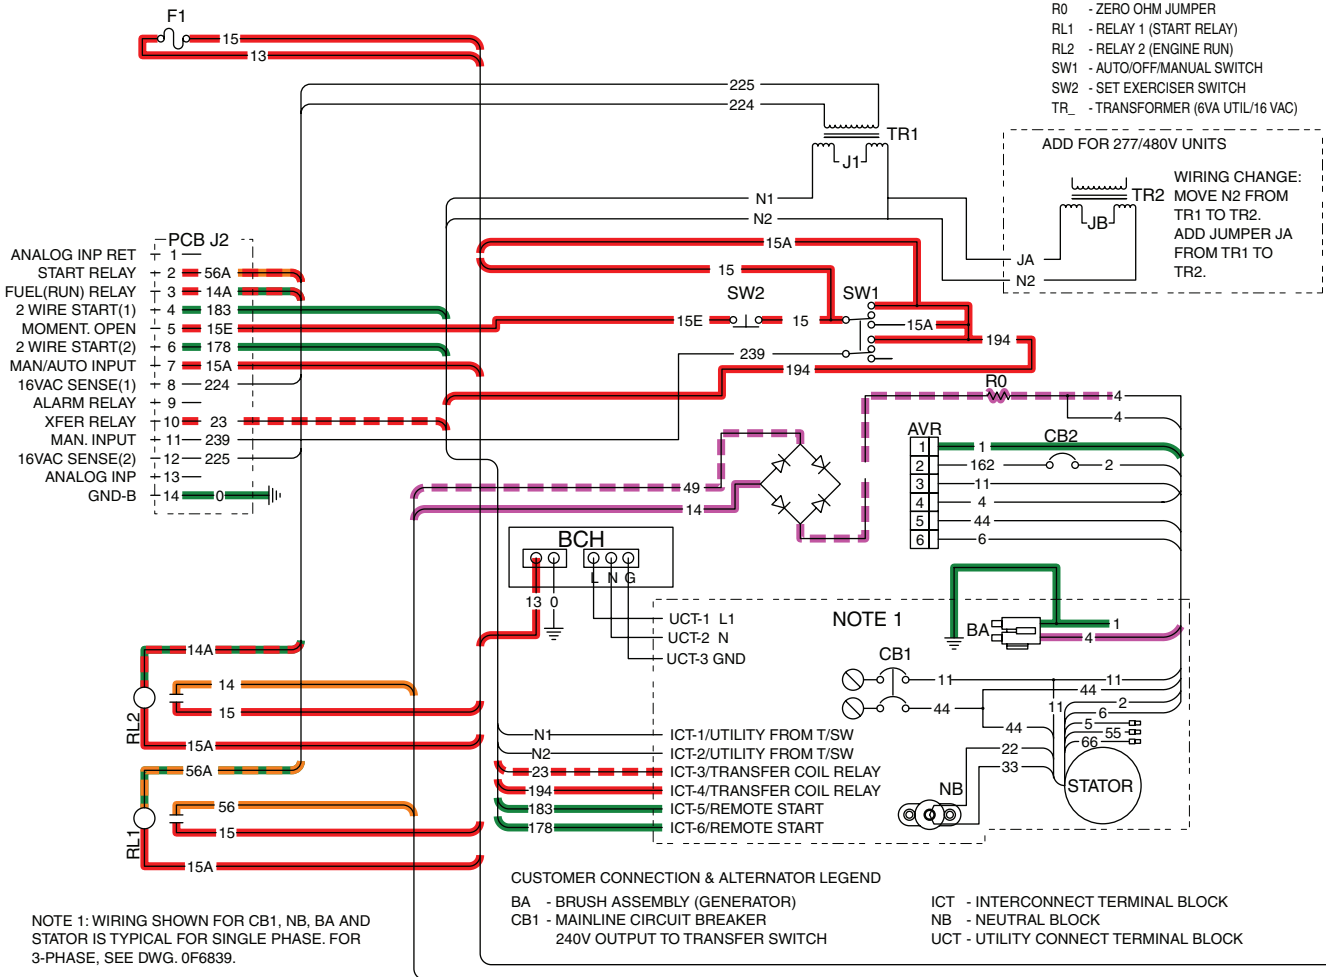 F1
15
13
R0 - ZERO OHM JUMPER
RL1 - RELAY 1 (START RELAY)
RL2 - RELAY 2 (ENGINE RUN)
SW1 - AUTO/OFF/MANUAL SWITCH
SW2 - SET EXERCISER SWITCH
TR_ - TRANSFORMER (6VA UTIL/16 VAC)
225
224
TR1
J1
ADD FOR 277/480V UNITS
TR2
JB
WIRING CHANGE:
MOVE N2 FROM
TR1 TO TR2.
ADD JUMPER JA
FROM TR1 TO
TR2.
JA
N2
N1
N2
15A
15
PCB J2
ANALOG INP RET 1
START RELAY 2 56A
FUEL(RUN) RELAY 3 14A
2 WIRE START(1) 4 183
MOMENT. OPEN 5 15E
2 WIRE START(2) 6 178
MAN/AUTO INPUT 7 15A
16VAC SENSE(1) 8 224
ALARM RELAY 9
XFER RELAY 10 23
MAN. INPUT 11 239
16VAC SENSE(2) 12 225
ANALOG INP 13
GND-B 14 0
SW2
SW1
15E
15
15A
239
194
194
R0
4
4
AVR
CB2
1 1
2 162 2
3 11
4 4
5 44
6 6
49
14
BCH
L N G
13 0
UCT-1 L1
UCT-2 N
UCT-3 GND
NOTE 1
BA
1
4
CB1
11
11
44
44
11
2
6
5
44
55
66
22
33
NB
STATOR
14A
14
15
RL2
15A
56A
56
15
RL1
15A
N1 ICT-1/UTILITY FROM T/SW
N2 ICT-2/UTILITY FROM T/SW
23 ICT-3/TRANSFER COIL RELAY
194 ICT-4/TRANSFER COIL RELAY
183 ICT-5/REMOTE START
178 ICT-6/REMOTE START
CUSTOMER CONNECTION & ALTERNATOR LEGEND
BA - BRUSH ASSEMBLY (GENERATOR)
CB1 - MAINLINE CIRCUIT BREAKER
240V OUTPUT TO TRANSFER SWITCH
ICT - INTERCONNECT TERMINAL BLOCK
NB - NEUTRAL BLOCK
UCT - UTILITY CONNECT TERMINAL BLOCK
NOTE 1: WIRING SHOWN FOR CB1, NB, BA AND
STATOR IS TYPICAL FOR SINGLE PHASE. FOR
3-PHASE, SEE DWG. 0F6839.